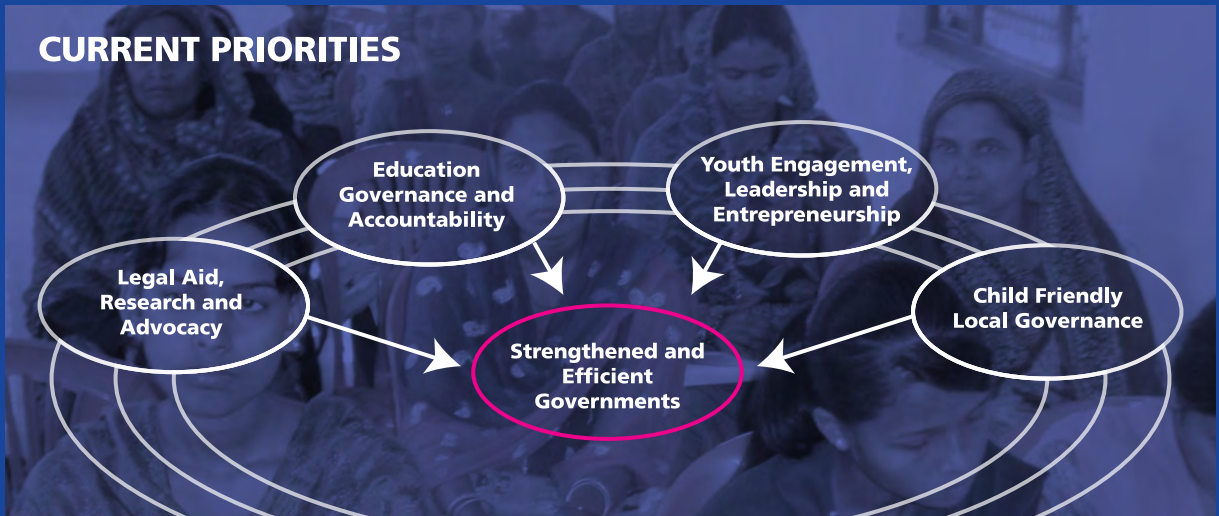 CURRENT PRIORITIES
Education
Governance and
Accountability
Youth Engagement,
Leadership and
Entrepreneurship
Legal Aid,
Research and
Advocacy
Child Friendly
Local Governance
Strengthened and
Efficient
Governments